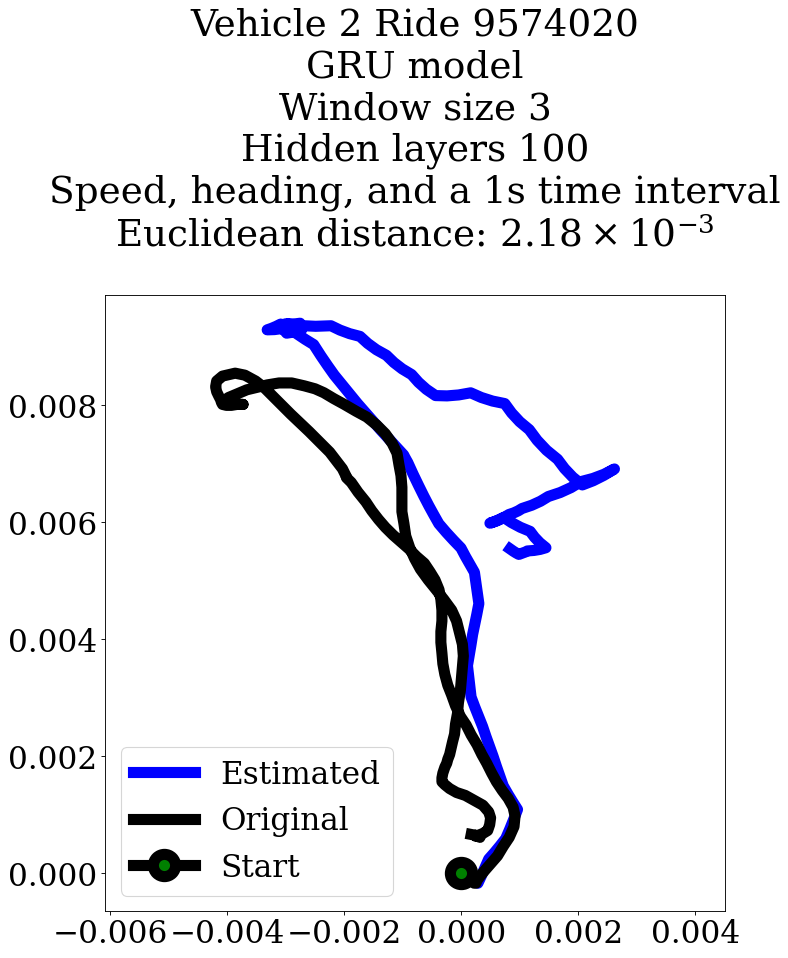 Vehicle 2 Ride 9574020
GRU model
Window size 3
Hidden layers 100
Speed, heading, and a 1s time interval
Euclidean distance: 2.18 × 10⁻³
0.008
0.006
0.004
0.002
0.000
Estimated
Original
Start
−0.006 −0.004 −0.002 0.000 0.002 0.004